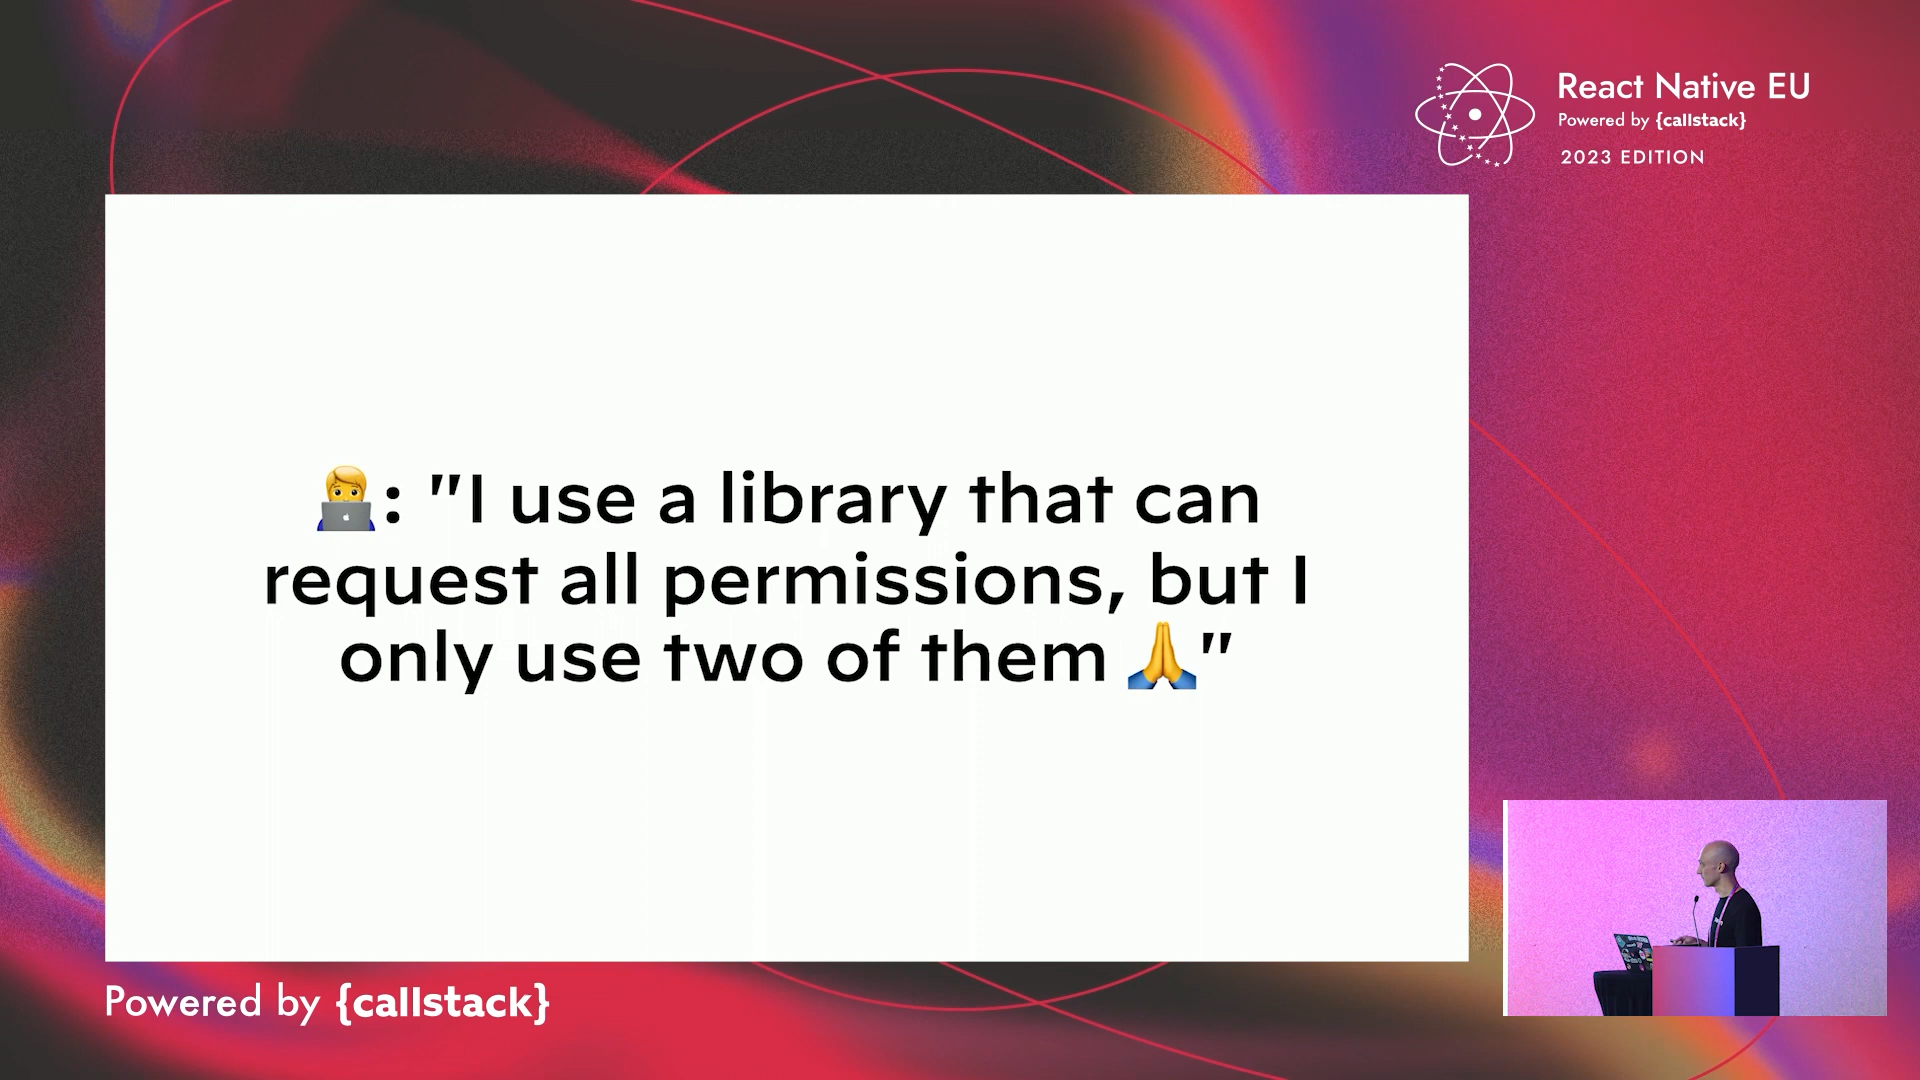 React Native EU
Powered by {callstack}
2023 EDITION
🧑‍💻: "I use a library that can
request all permissions, but I
only use two of them 🙏"
Powered by {callstack}